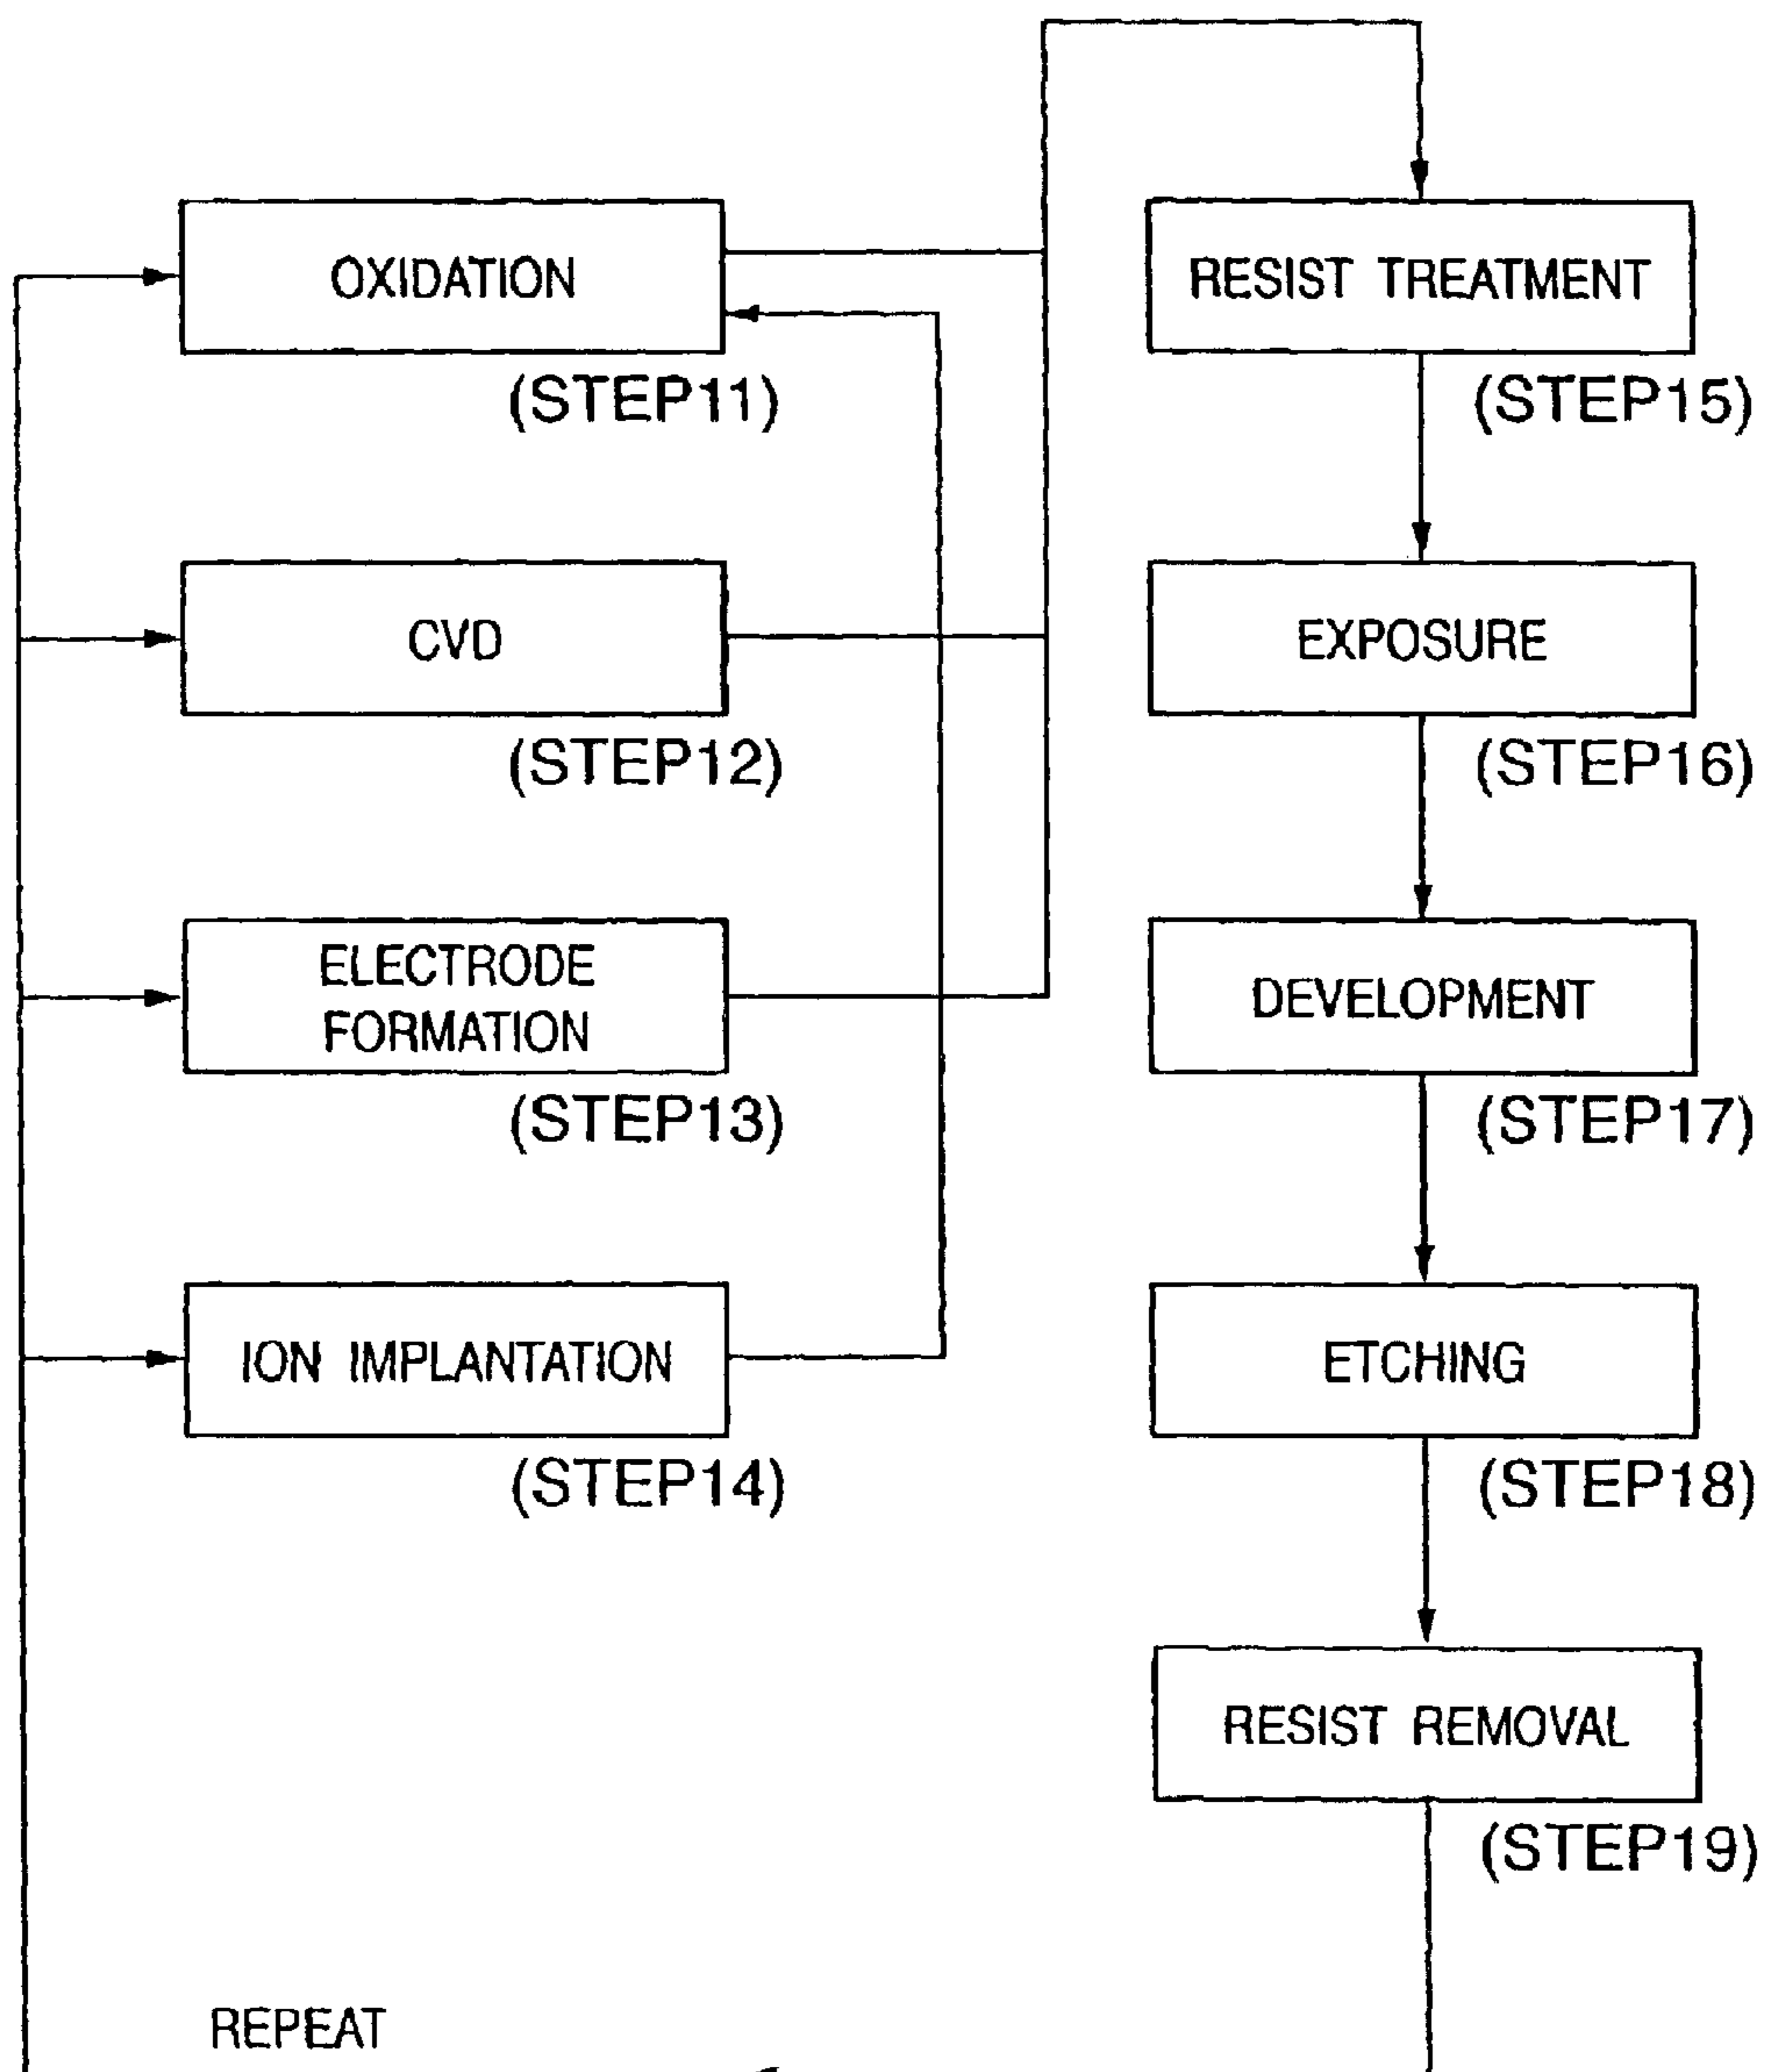 OXIDATION
(STEP11)
CVD
(STEP12)
ELECTRODE
FORMATION
(STEP13)
ION IMPLANTATION
(STEP14)
RESIST TREATMENT
(STEP15)
EXPOSURE
(STEP16)
DEVELOPMENT
(STEP17)
ETCHING
(STEP18)
RESIST REMOVAL
(STEP19)
REPEAT